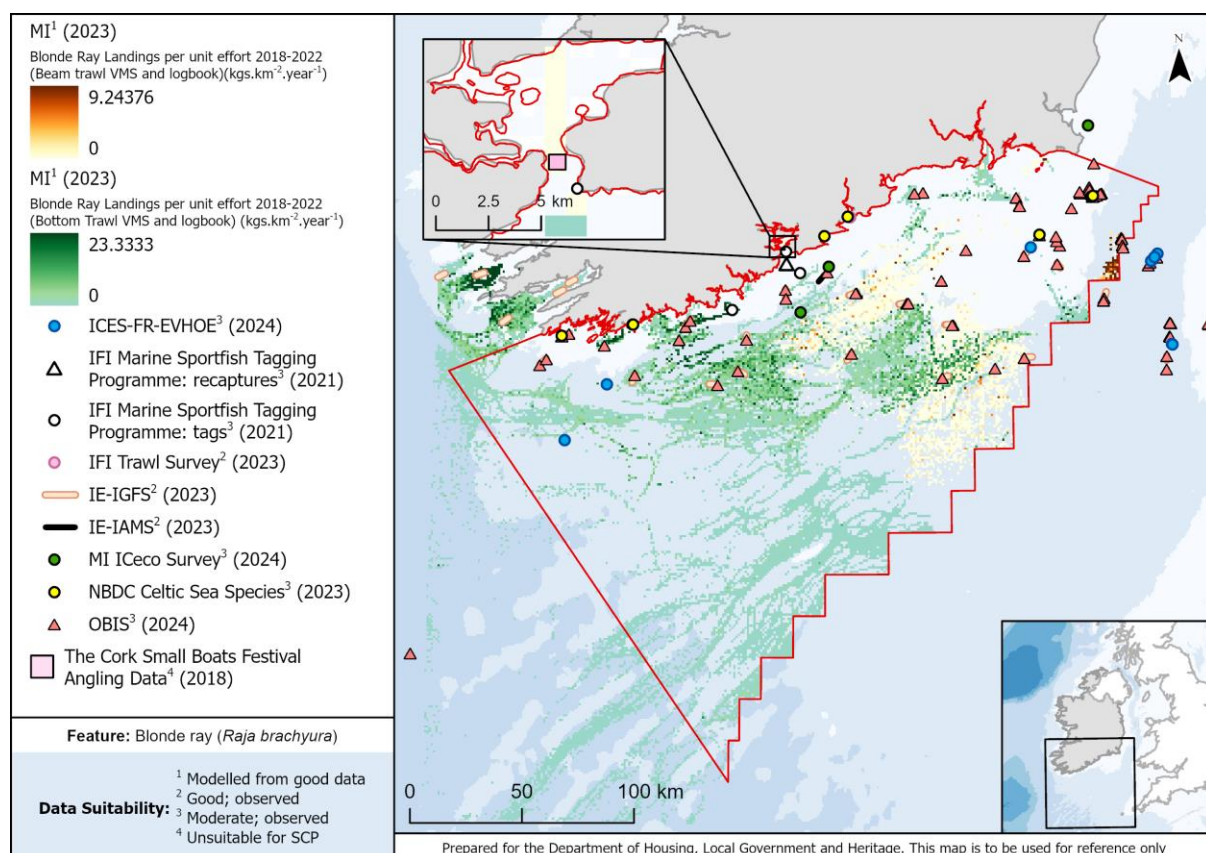 MI¹ (2023)
Blonde Ray Landings per unit effort 2018-2022
(Beam trawl VMS and logbook)(kgs.km⁻².year⁻¹)
9.24376
0
MI¹ (2023)
Blonde Ray Landings per unit effort 2018-2022
(Bottom Trawl VMS and logbook) (kgs.km⁻².year⁻¹)
23.3333
0
ICES-FR-EVHOE³ (2024)
IFI Marine Sportfish Tagging
Programme: recaptures³ (2021)
IFI Marine Sportfish Tagging
Programme: tags³ (2021)
IFI Trawl Survey² (2023)
IE-IGFS² (2023)
IE-IAMS² (2023)
MI ICeco Survey³ (2024)
NBDC Celtic Sea Species³ (2023)
OBIS³ (2024)
The Cork Small Boats Festival
Angling Data⁴ (2018)
Feature: Blonde ray (Raja brachyura)
Data Suitability:
¹ Modelled from good data
² Good; observed
³ Moderate; observed
⁴ Unsuitable for SCP
0 2.5 5 km
N
0 50 100 km
Prepared for the Department of Housing, Local Government and Heritage. This map is to be used for reference only